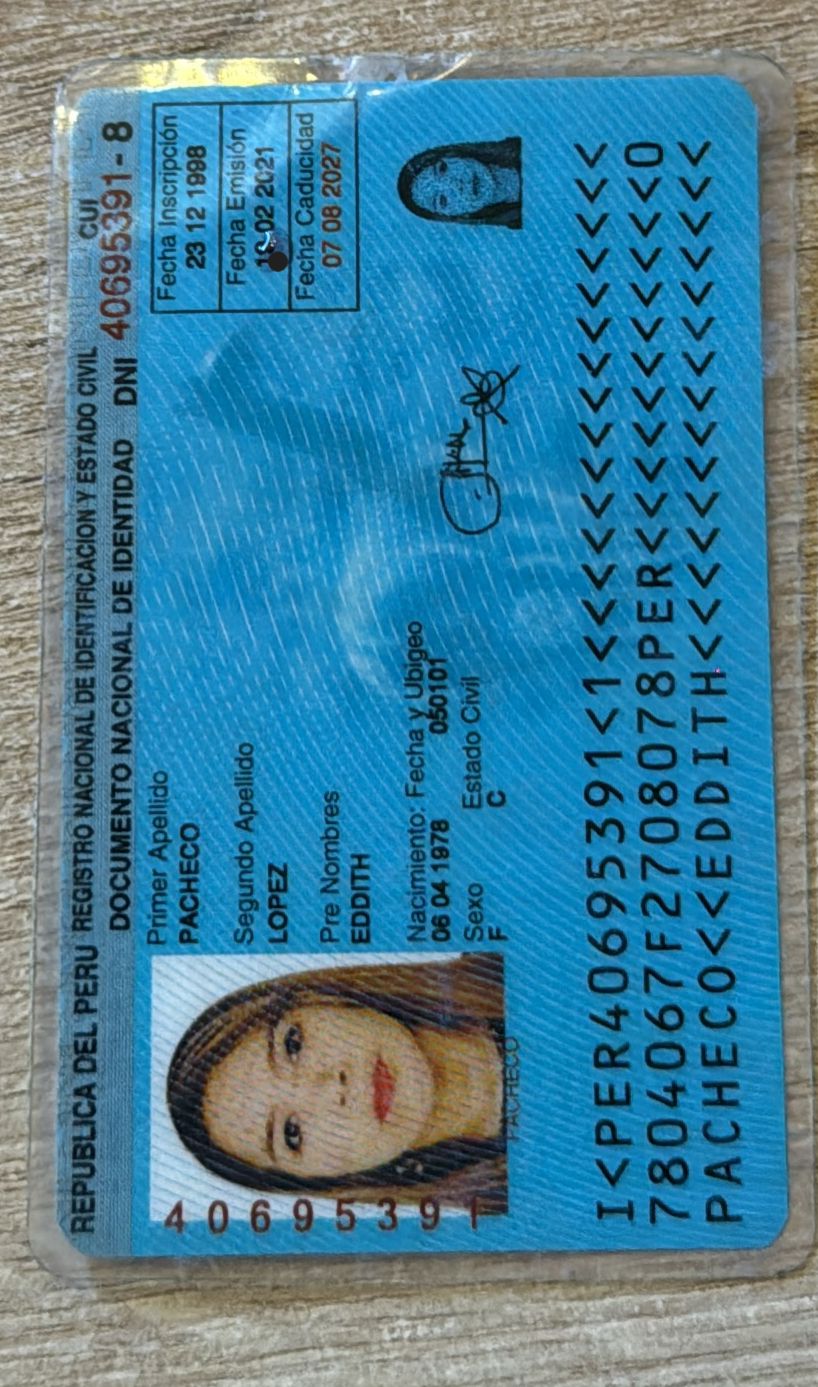 REPUBLICA DEL PERU REGISTRO NACIONAL DE IDENTIFICACION Y ESTADO CIVIL
CUI
DOCUMENTO NACIONAL DE IDENTIDAD DNI 40695391 - 8
Primer Apellido
PACHECO
Segundo Apellido
LOPEZ
Pre Nombres
EDDITH
Nacimiento: Fecha y Ubigeo
06 04 1978 050101
Sexo Estado Civil
F C
Fecha Inscripción
23 12 1998
Fecha Emisión
02 2021
Fecha Caducidad
07 08 2027
40695391
PACHECO
I<PER40695391<1<<<<<<<<<<<<<<<
7804067F2708078PER<<<<<<<<<<<0
PACHECO<<EDDITH<<<<<<<<<<<<<<<